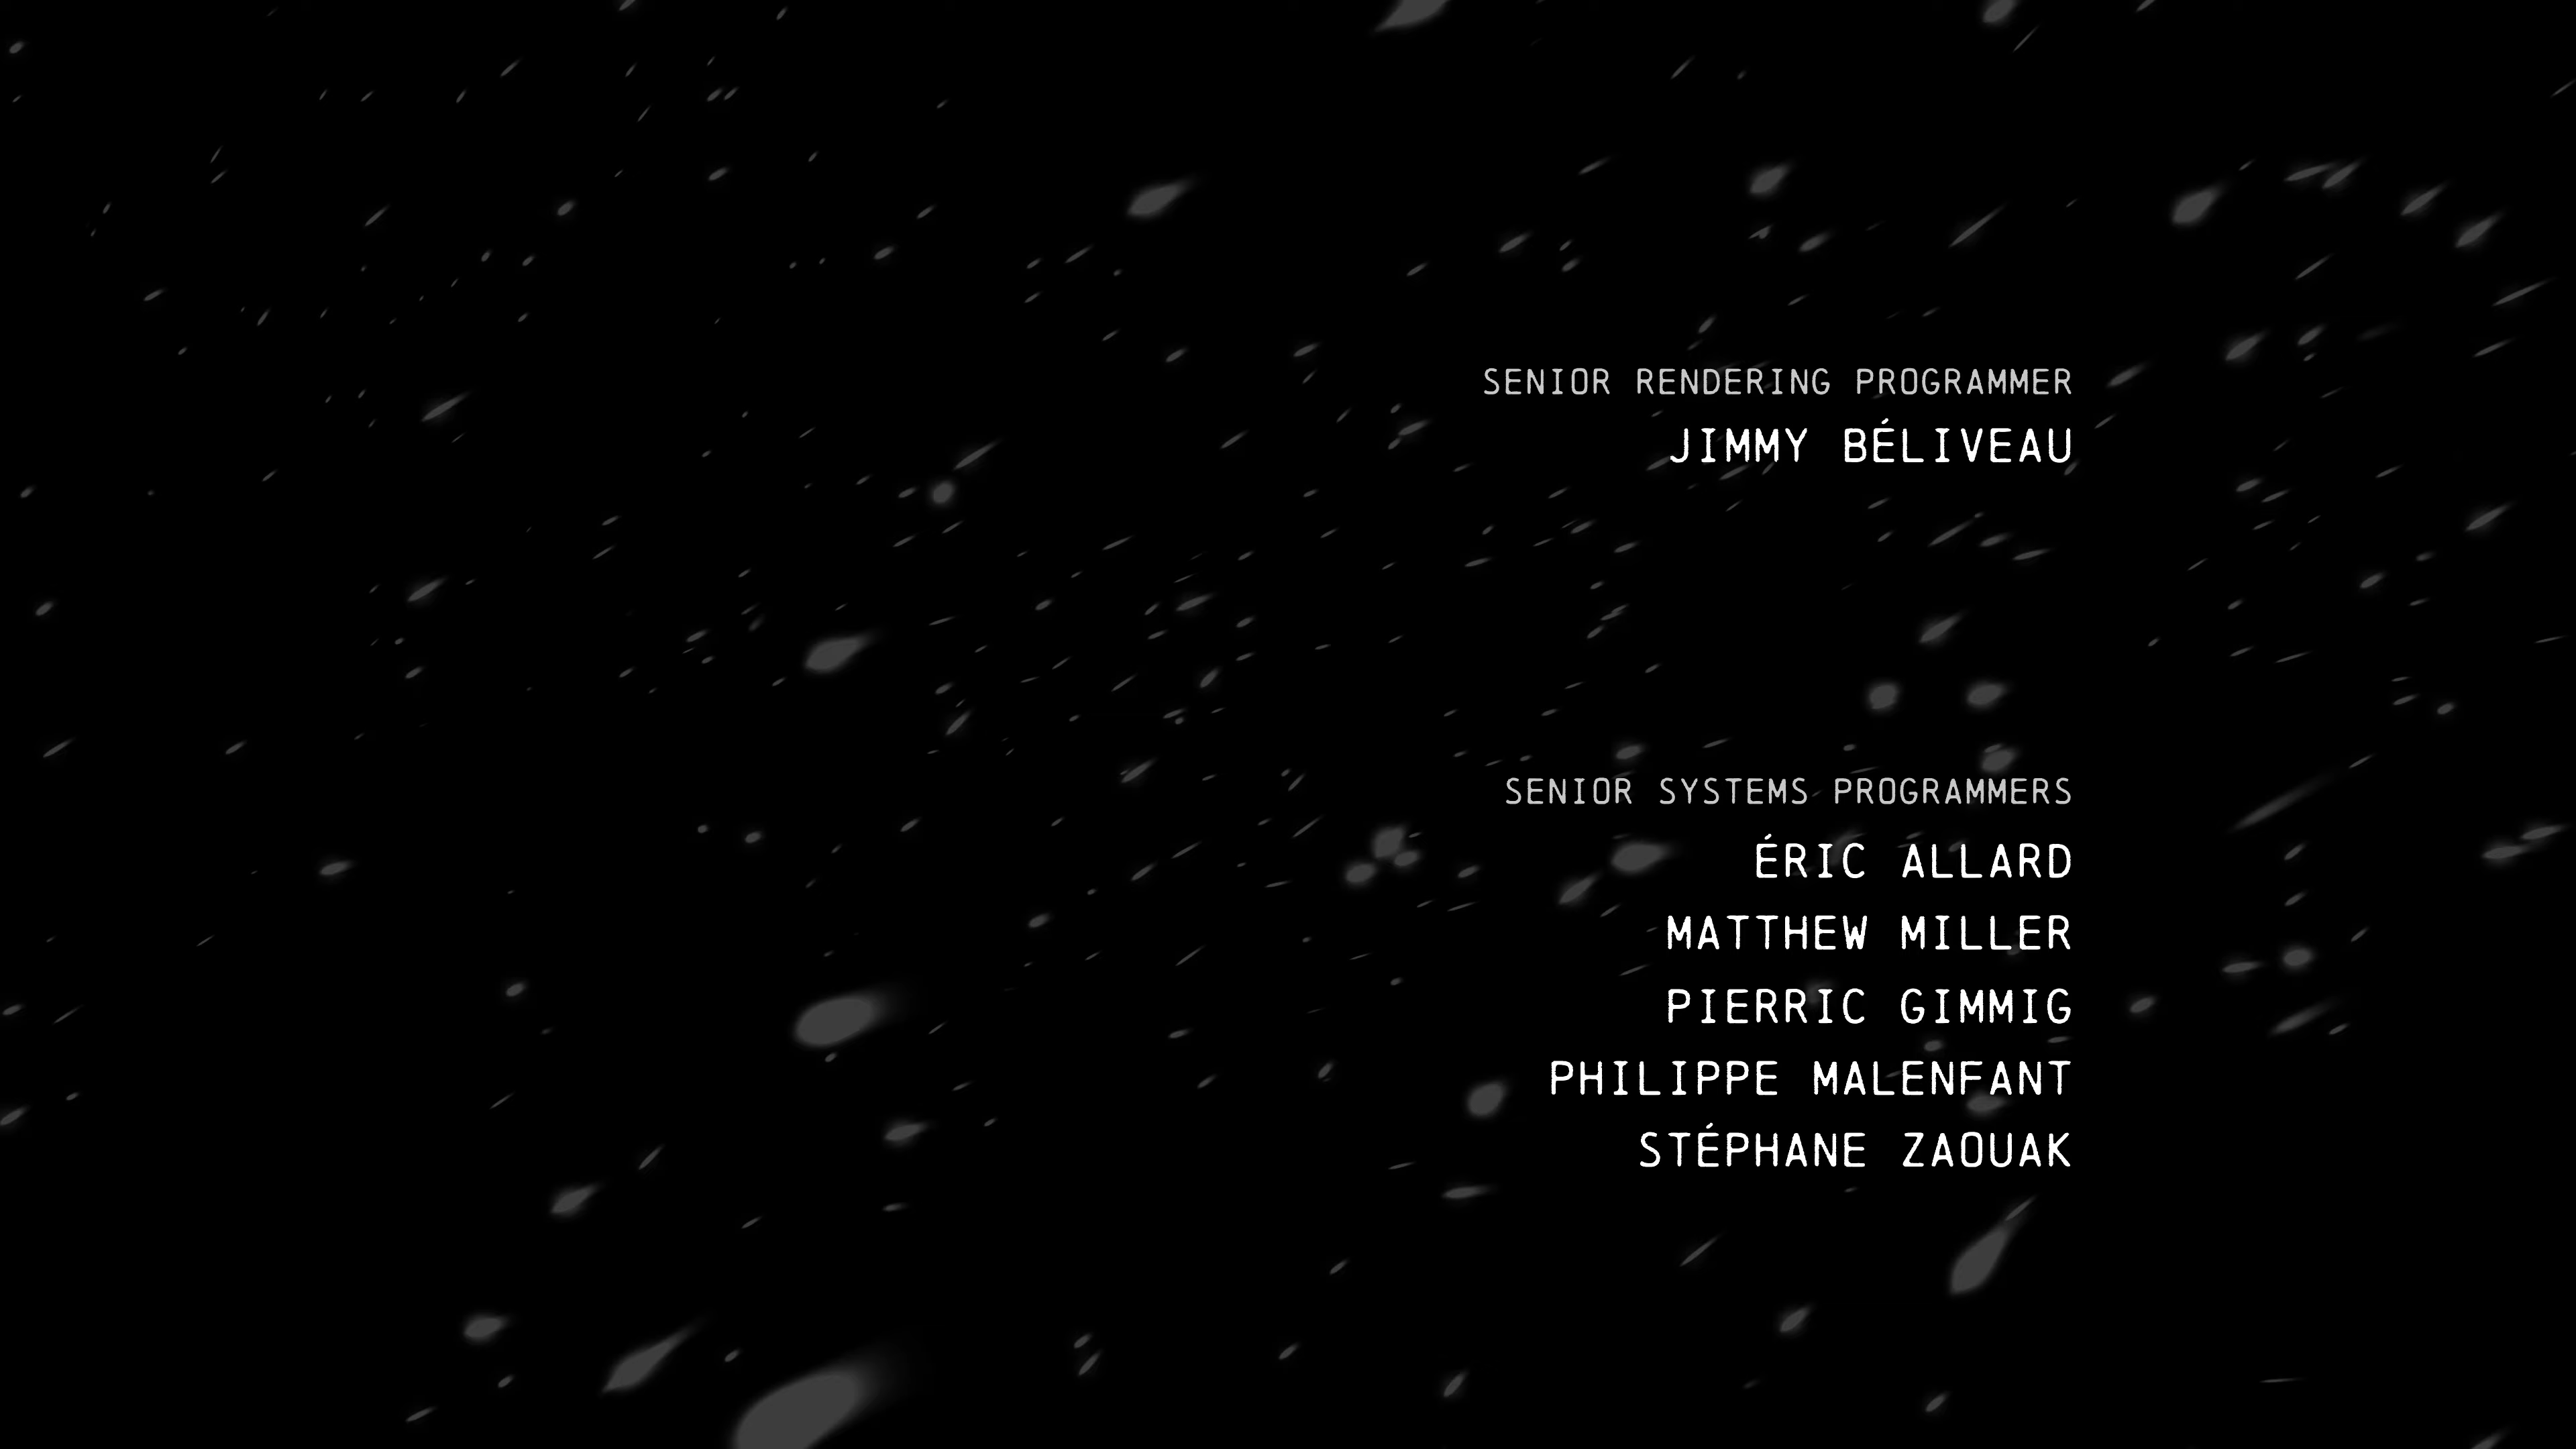 SENIOR RENDERING PROGRAMMER
JIMMY BÉLIVEAU
SENIOR SYSTEMS PROGRAMMERS
ÉRIC ALLARD
MATTHEW MILLER
PIERRIC GIMMIG
PHILIPPE MALENFANT
STÉPHANE ZAOUAK